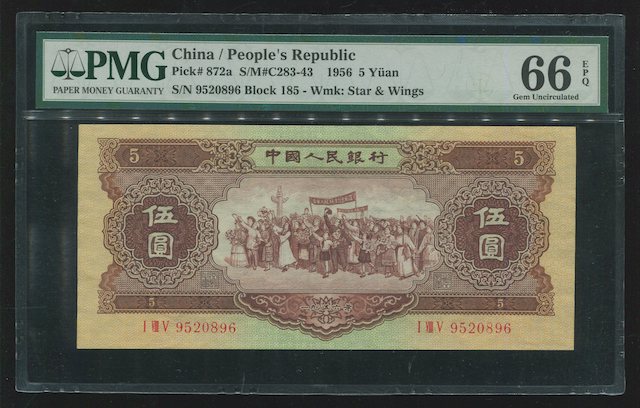 PMG
PAPER MONEY GUARANTY
China / People's Republic
Pick# 872a S/M#C283-43 1956 5 Yüan
S/N 9520896 Block 185 - Wmk: Star & Wings
66 EPQ
Gem Uncirculated
5 中國人民銀行 5
伍圓 伍圓
5 5
I VIII V 9520896 I VIII V 9520896